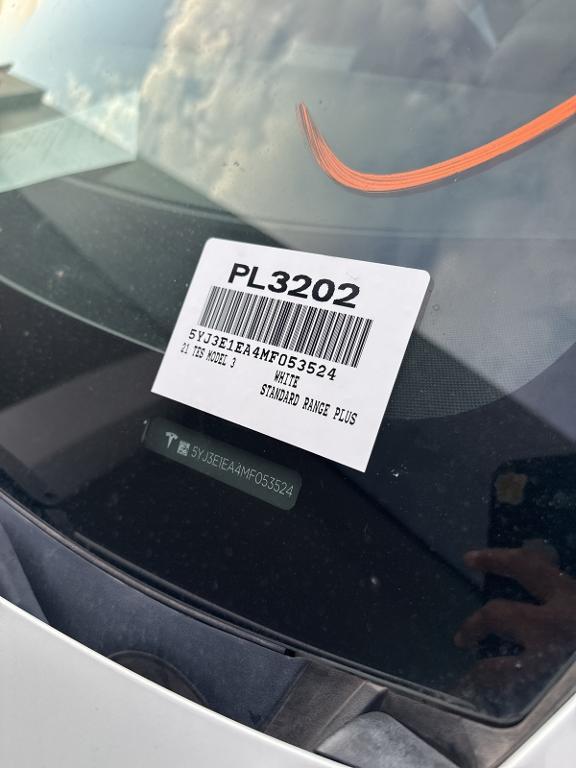 PL3202
5YJ3E1EA4MF053524
21 TES MODEL 3
WHITE
STANDARD RANGE PLUS
5YJ3E1EA4MF053524